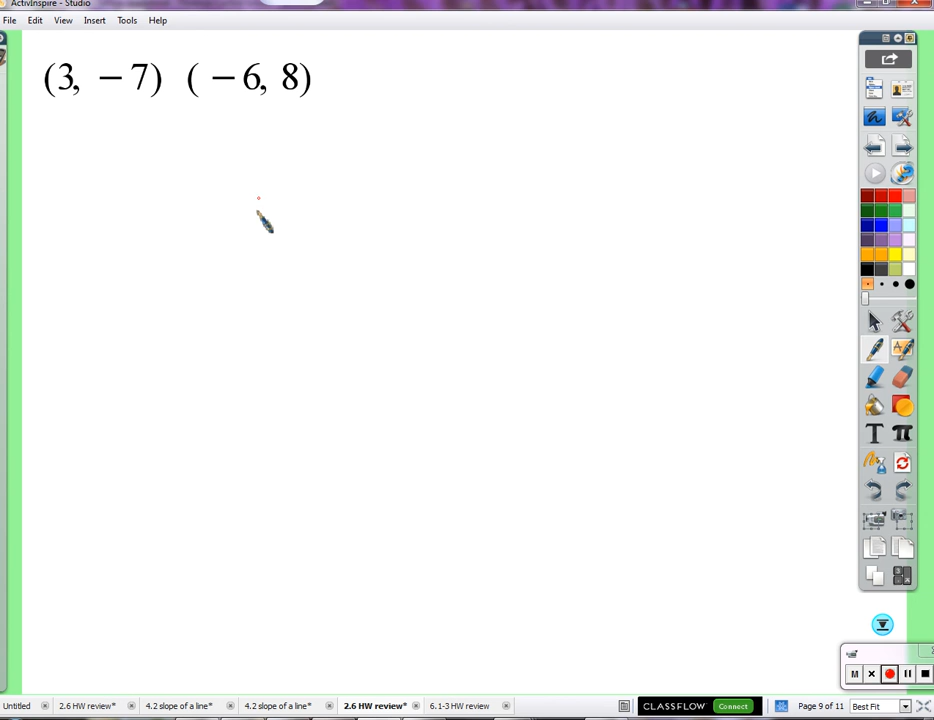 ActivInspire - Studio
File Edit View Insert Tools Help
(3, − 7) ( − 6, 8)
T π
M
Untitled 2.6 HW review* 4.2 slope of a line* 4.2 slope of a line* 2.6 HW review* 6.1-3 HW review CLASSFLOW Connect Page 9 of 11 Best Fit